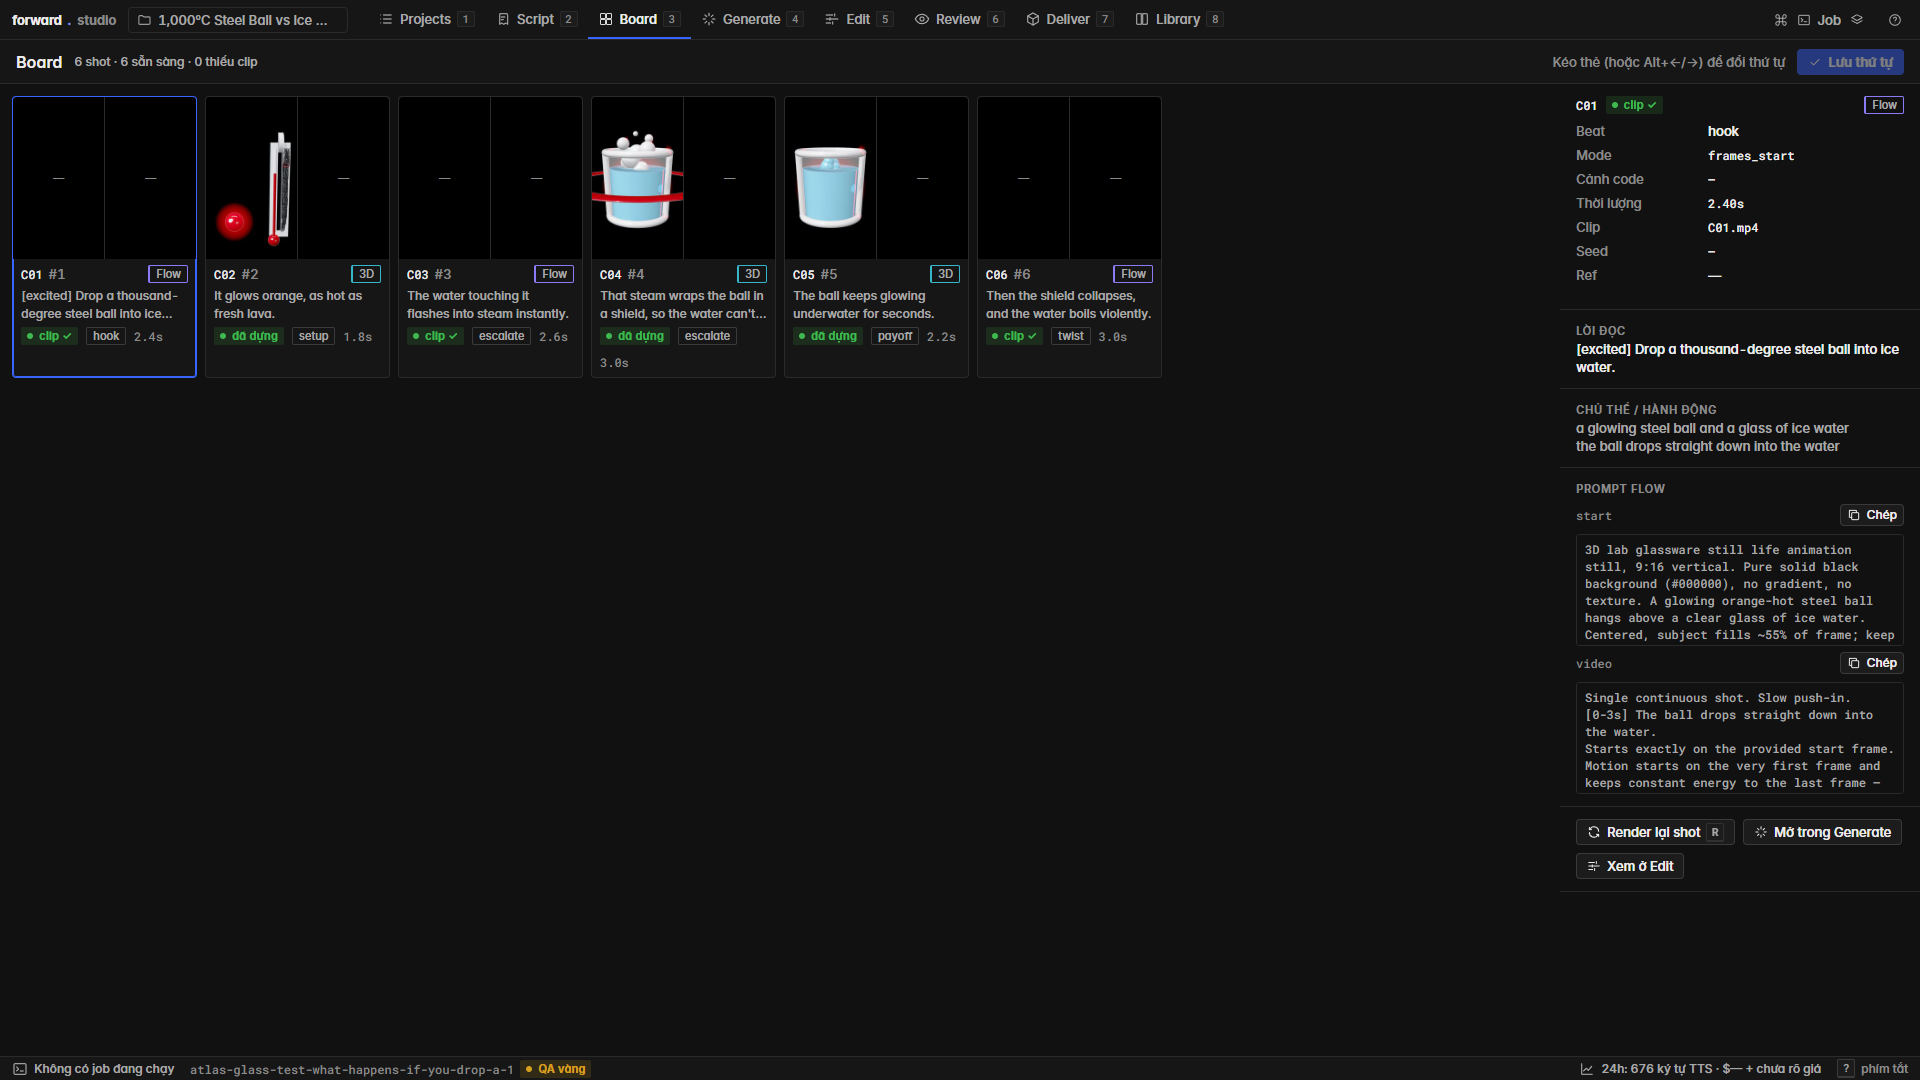 forward . studio
1,000°C Steel Ball vs Ice ...
Projects 1
Script 2
Board 3
Generate 4
Edit 5
Review 6
Deliver 7
Library 8
Job
Board
6 shot · 6 sẵn sàng · 0 thiếu clip
Kéo thẻ (hoặc Alt+←/→) để đổi thứ tự
Lưu thứ tự
C01 #1 Flow
[excited] Drop a thousand-
degree steel ball into ice...
clip ✓ hook 2.4s
C02 #2 3D
It glows orange, as hot as
fresh lava.
đã dựng setup 1.8s
C03 #3 Flow
The water touching it
flashes into steam instantly.
clip ✓ escalate 2.6s
C04 #4 3D
That steam wraps the ball in
a shield, so the water can't...
đã dựng escalate
3.0s
C05 #5 3D
The ball keeps glowing
underwater for seconds.
đã dựng payoff 2.2s
C06 #6 Flow
Then the shield collapses,
and the water boils violently.
clip ✓ twist 3.0s
C01 clip ✓ Flow
Beat hook
Mode frames_start
Cảnh code –
Thời lượng 2.40s
Clip C01.mp4
Seed –
Ref —
LỜI ĐỌC
[excited] Drop a thousand-degree steel ball into ice
water.
CHỦ THỂ / HÀNH ĐỘNG
a glowing steel ball and a glass of ice water
the ball drops straight down into the water
PROMPT FLOW
start Chép
3D lab glassware still life animation
still, 9:16 vertical. Pure solid black
background (#000000), no gradient, no
texture. A glowing orange-hot steel ball
hangs above a clear glass of ice water.
Centered, subject fills ~55% of frame; keep
video Chép
Single continuous shot. Slow push-in.
[0-3s] The ball drops straight down into
the water.
Starts exactly on the provided start frame.
Motion starts on the very first frame and
keeps constant energy to the last frame —
Render lại shot R
Mở trong Generate
Xem ở Edit
Không có job đang chạy
atlas-glass-test-what-happens-if-you-drop-a-1
QA vàng
24h: 676 ký tự TTS · $— + chưa rõ giá
? phím tắt